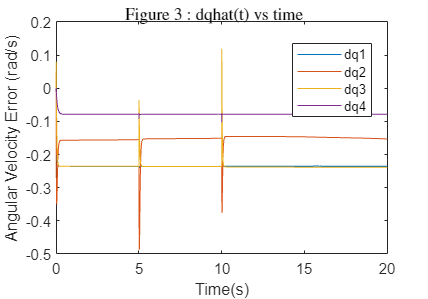 Figure 3 : dqhat(t) vs time
Angular Velocity Error (rad/s)
0.2
0.1
0
-0.1
-0.2
-0.3
-0.4
-0.5
dq1
dq2
dq3
dq4
0 5 10 15 20
Time(s)